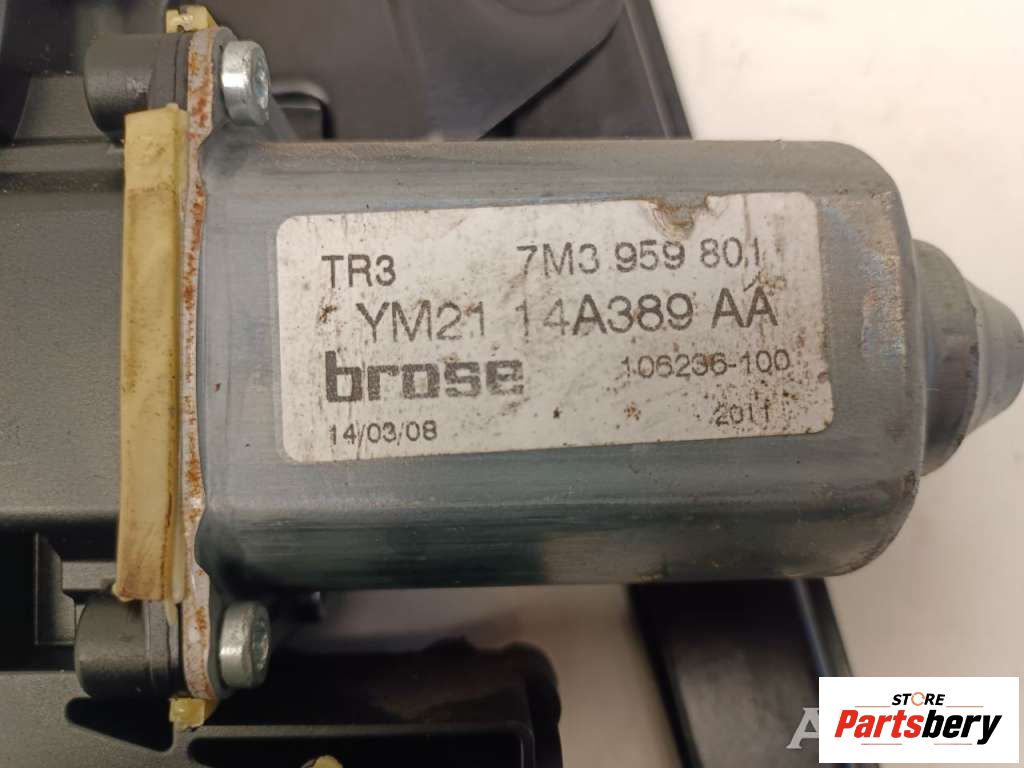 TR3 7M3 959 801
YM21 14A389 AA
brose 106236-100
14/03/08 2011
STORE
Partsbery